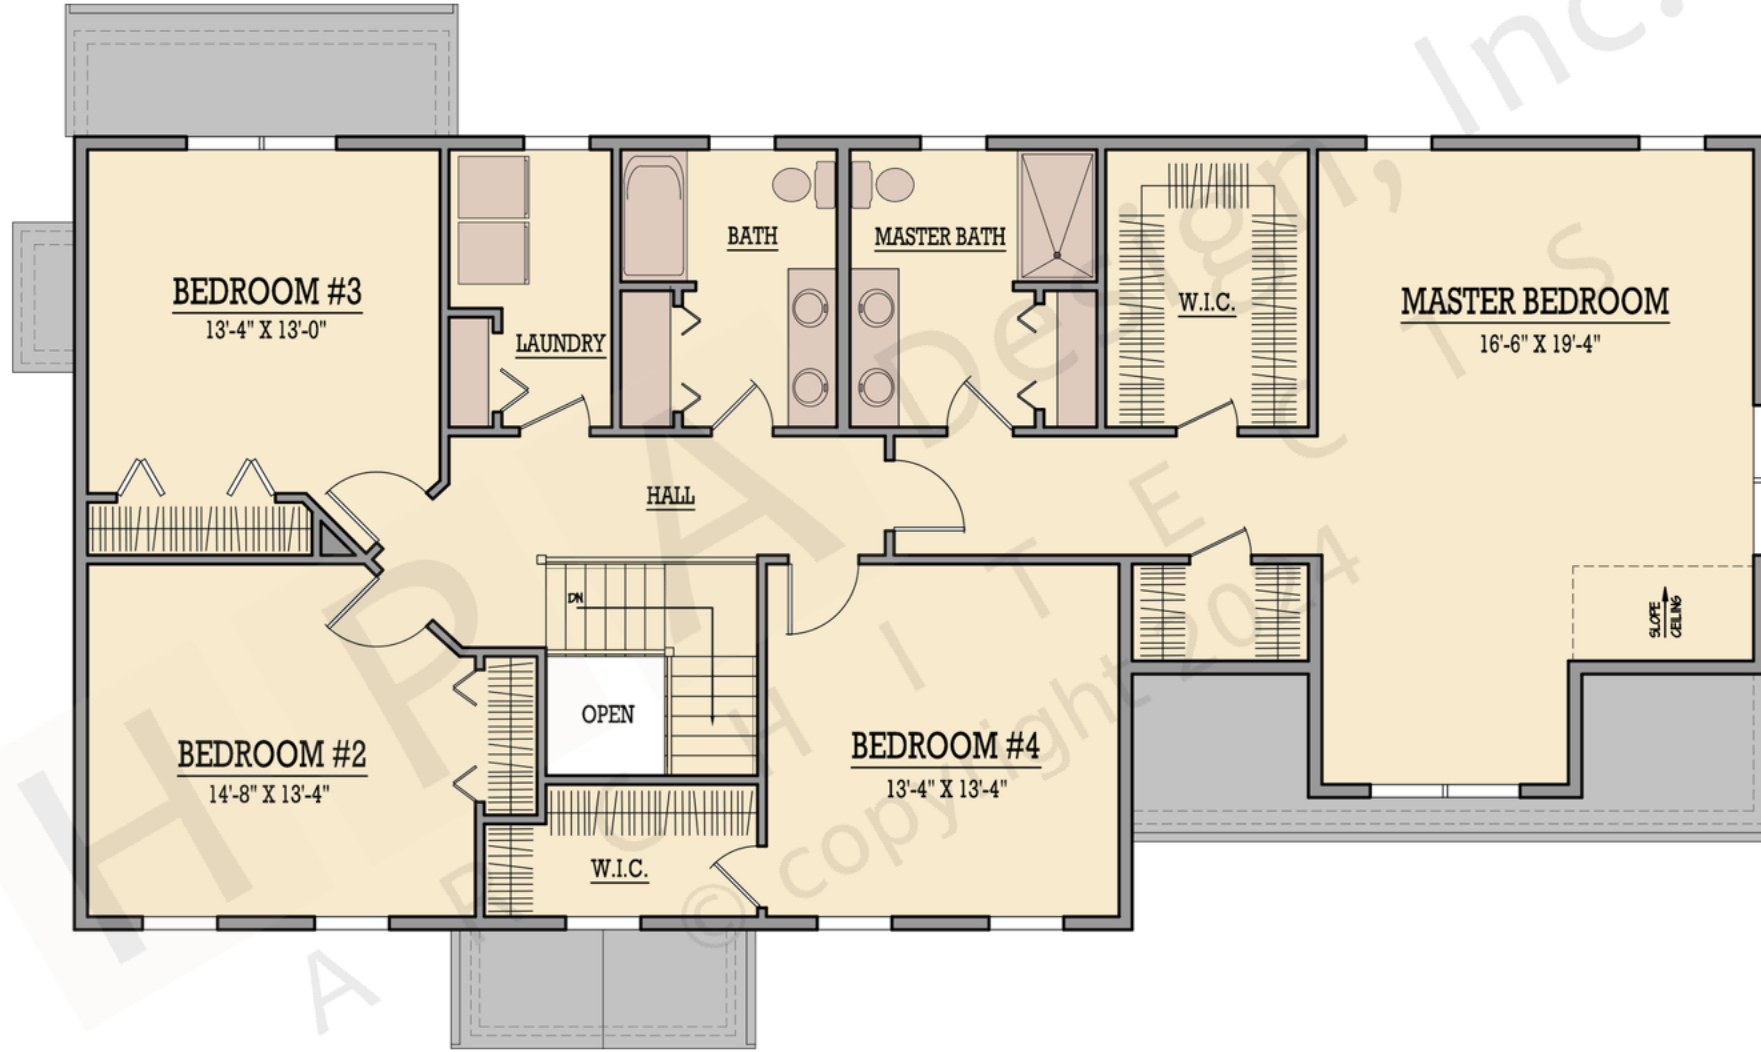 BEDROOM #3
13'-4" X 13'-0"
LAUNDRY
BATH
MASTER BATH
W.I.C.
MASTER BEDROOM
16'-6" X 19'-4"
HALL
DN
OPEN
SLOPE
CEILING
BEDROOM #2
14'-8" X 13'-4"
BEDROOM #4
13'-4" X 13'-4"
W.I.C.
HPA Design, Inc.
ARCHITECTS
© copyright 2024